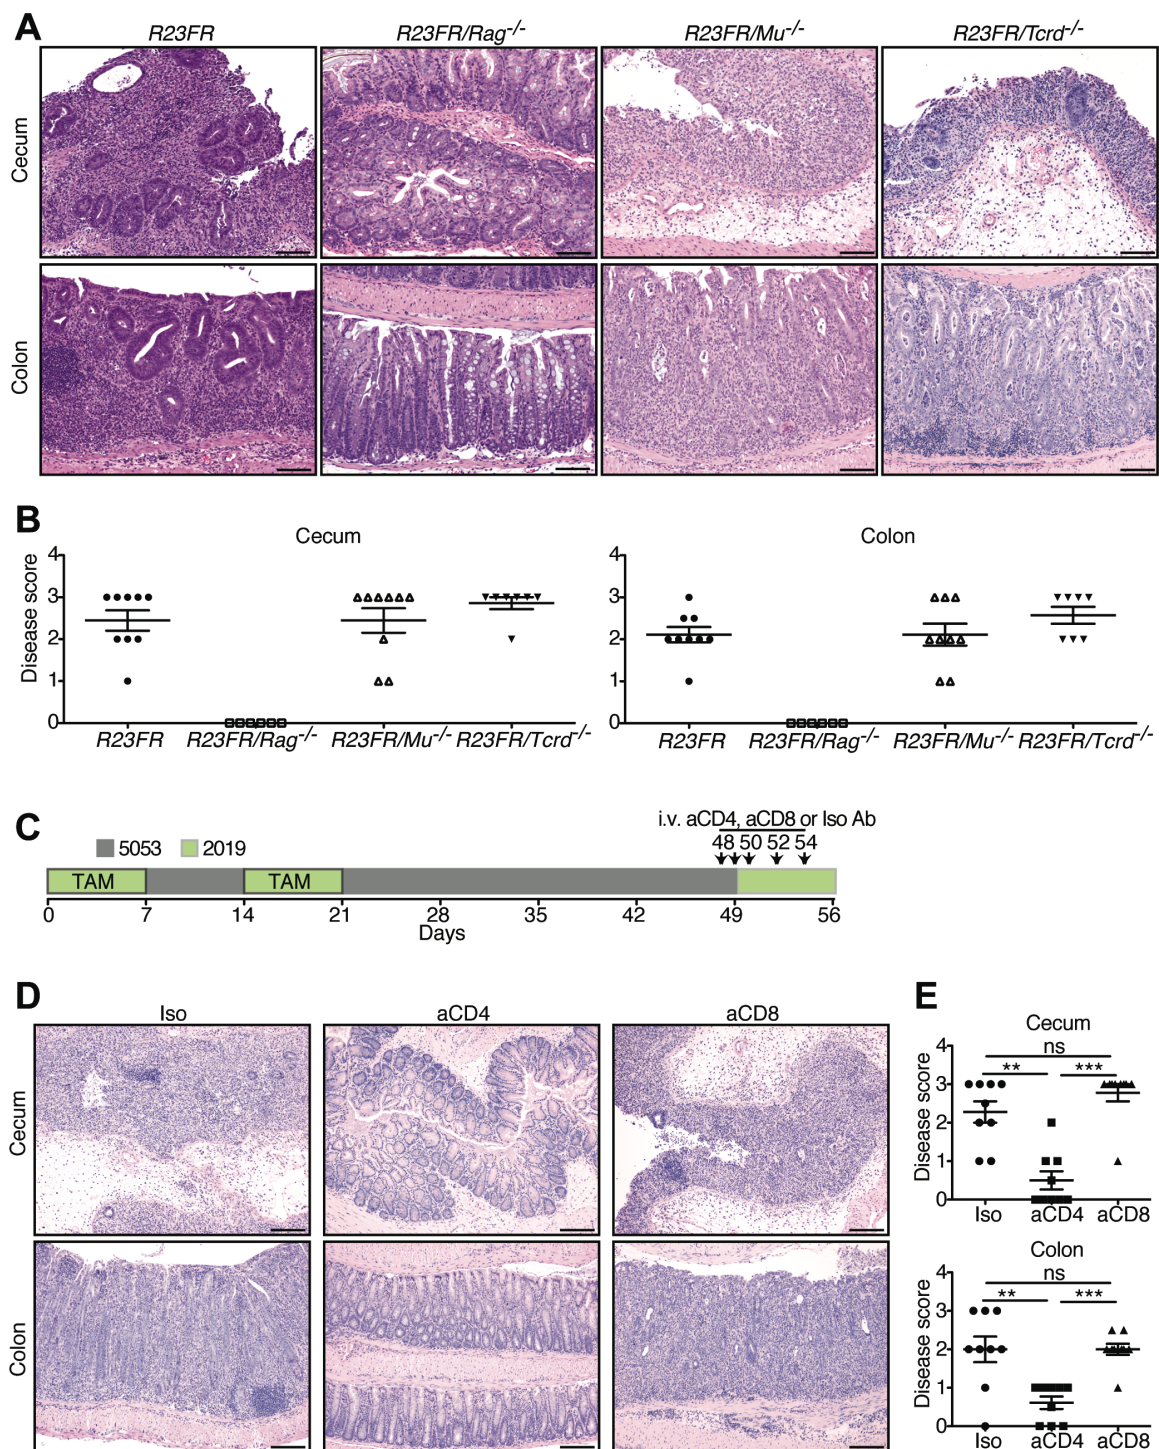 A
R23FR R23FR/Rag-/- R23FR/Mu-/- R23FR/Tcrd-/-
Cecum
Colon
B
Cecum
Disease score
4
3
2
1
0
R23FR R23FR/Rag-/- R23FR/Mu-/- R23FR/Tcrd-/-
Colon
4
3
2
1
0
R23FR R23FR/Rag-/- R23FR/Mu-/- R23FR/Tcrd-/-
C
i.v. aCD4, aCD8 or Iso Ab
5053 2019
48 50 52 54
TAM TAM
0 7 14 21 28 35 42 49 56
Days
D
Iso aCD4 aCD8
Cecum
Colon
E
Cecum
ns
** ***
Disease score
4
3
2
1
0
Iso aCD4 aCD8
Colon
ns
** ***
Disease score
4
3
2
1
0
Iso aCD4 aCD8